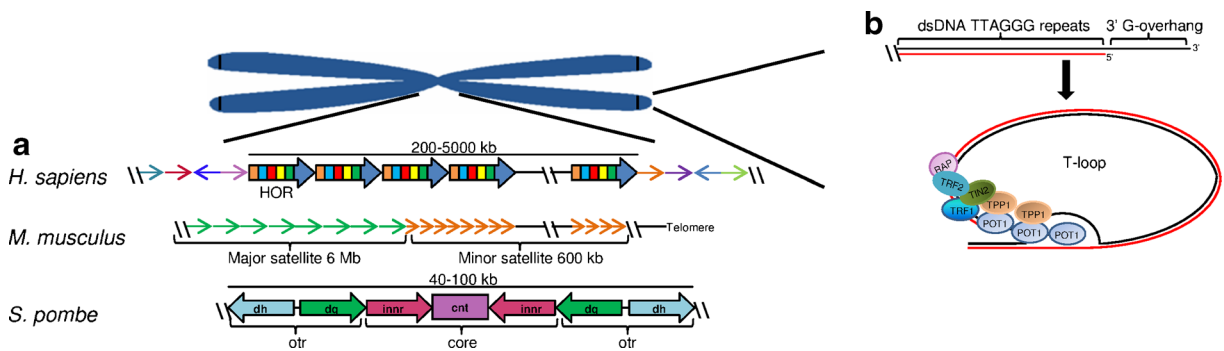 a
200-5000 kb
H. sapiens
HOR
M. musculus
Telomere
Major satellite 6 Mb
Minor satellite 600 kb
40-100 kb
S. pombe
dh dg innr cnt innr dg dh
otr core otr
b
dsDNA TTAGGG repeats 3' G-overhang
3'
5'
T-loop
RAP
TRF2
TIN2
TRF1
TPP1
TPP1
POT1
POT1
POT1